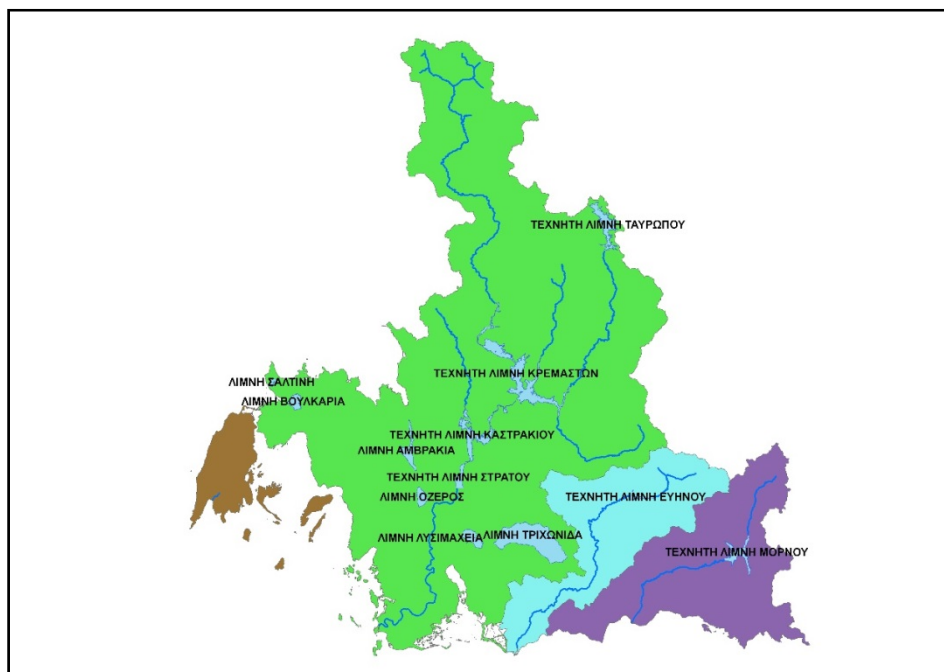 ΤΕΧΝΗΤΗ ΛΙΜΝΗ ΤΑΥΡΩΠΟΥ
ΤΕΧΝΗΤΗ ΛΙΜΝΗ ΚΡΕΜΑΣΤΩΝ
ΛΙΜΝΗ ΣΑΛΤΙΝΗ
ΛΙΜΝΗ ΒΟΥΛΚΑΡΙΑ
ΤΕΧΝΗΤΗ ΛΙΜΝΗ ΚΑΣΤΡΑΚΙΟΥ
ΛΙΜΝΗ ΑΜΒΡΑΚΙΑ
ΤΕΧΝΗΤΗ ΛΙΜΝΗ ΣΤΡΑΤΟΥ
ΛΙΜΝΗ ΟΖΕΡΟΣ
ΤΕΧΝΗΤΗ ΛΙΜΝΗ ΕΥΗΝΟΥ
ΛΙΜΝΗ ΛΥΣΙΜΑΧΕΙΑ
ΛΙΜΝΗ ΤΡΙΧΩΝΙΔΑ
ΤΕΧΝΗΤΗ ΛΙΜΝΗ ΜΟΡΝΟΥ